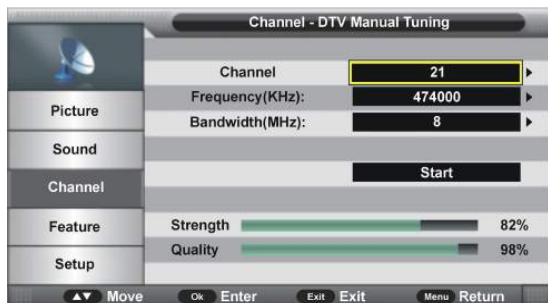 Channel - DTV Manual Tuning
Channel 21
Frequency(KHz): 474000
Bandwidth(MHz): 8
Start
Strength 82%
Quality 98%
Picture
Sound
Channel
Feature
Setup
Move Ok Enter Exit Exit Menu Return